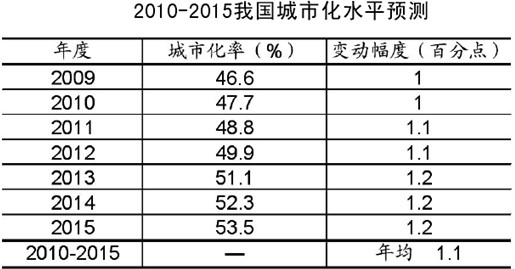 2010-2015我国城市化水平预测
年度 城市化率（%） 变动幅度（百分点）
2009 46.6 1
2010 47.7 1
2011 48.8 1.1
2012 49.9 1.1
2013 51.1 1.2
2014 52.3 1.2
2015 53.5 1.2
2010-2015 — 年均 1.1